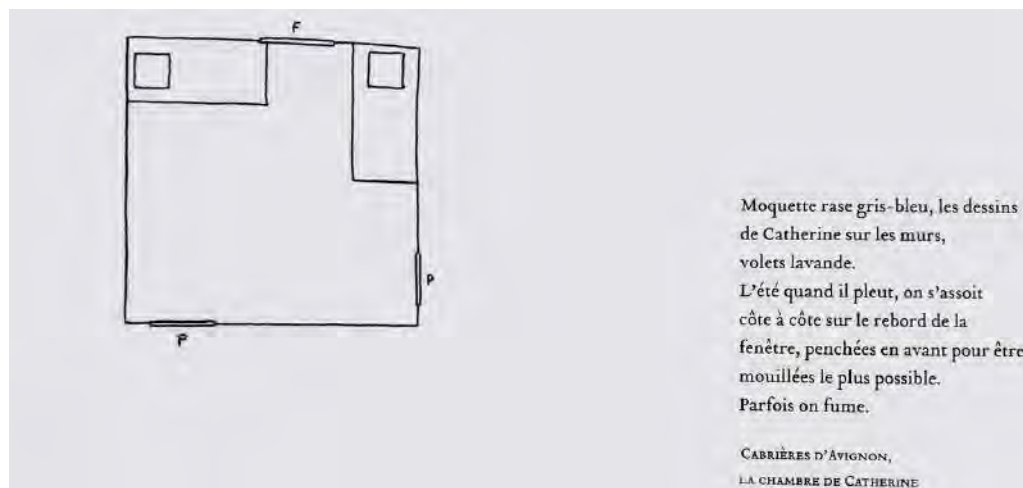 F
P
P
Moquette rase gris-bleu, les dessins
de Catherine sur les murs,
volets lavande.
L'été quand il pleut, on s'assoit
côte à côte sur le rebord de la
fenêtre, penchées en avant pour être
mouillées le plus possible.
Parfois on fume.
CABRIÈRES D'AVIGNON,
LA CHAMBRE DE CATHERINE